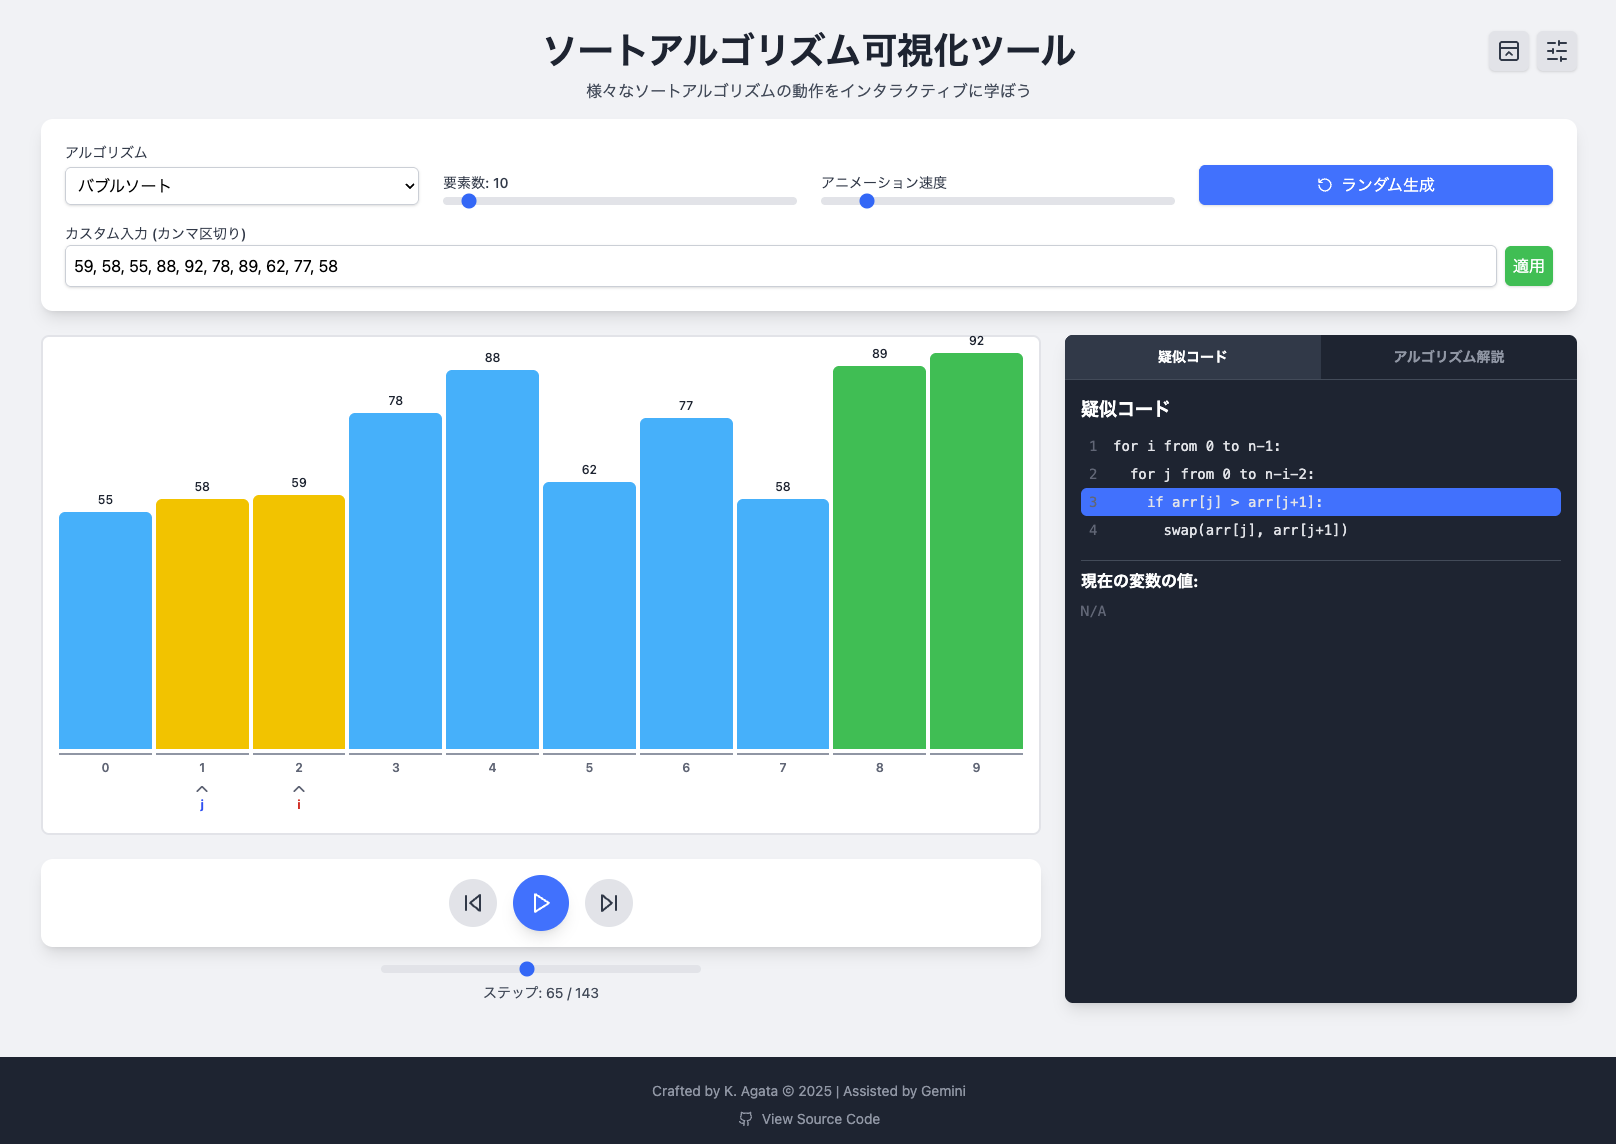 ソートアルゴリズム可視化ツール
様々なソートアルゴリズムの動作をインタラクティブに学ぼう
アルゴリズム
バブルソート
要素数: 10
アニメーション速度
ランダム生成
カスタム入力 (カンマ区切り)
59, 58, 55, 88, 92, 78, 89, 62, 77, 58
適用
55
58
59
78
88
62
77
58
89
92
0
1
2
3
4
5
6
7
8
9
j
i
ステップ: 65 / 143
疑似コード
アルゴリズム解説
疑似コード
1 for i from 0 to n-1:
2 for j from 0 to n-i-2:
3 if arr[j] > arr[j+1]:
4 swap(arr[j], arr[j+1])
現在の変数の値:
N/A
Crafted by K. Agata © 2025 | Assisted by Gemini
View Source Code